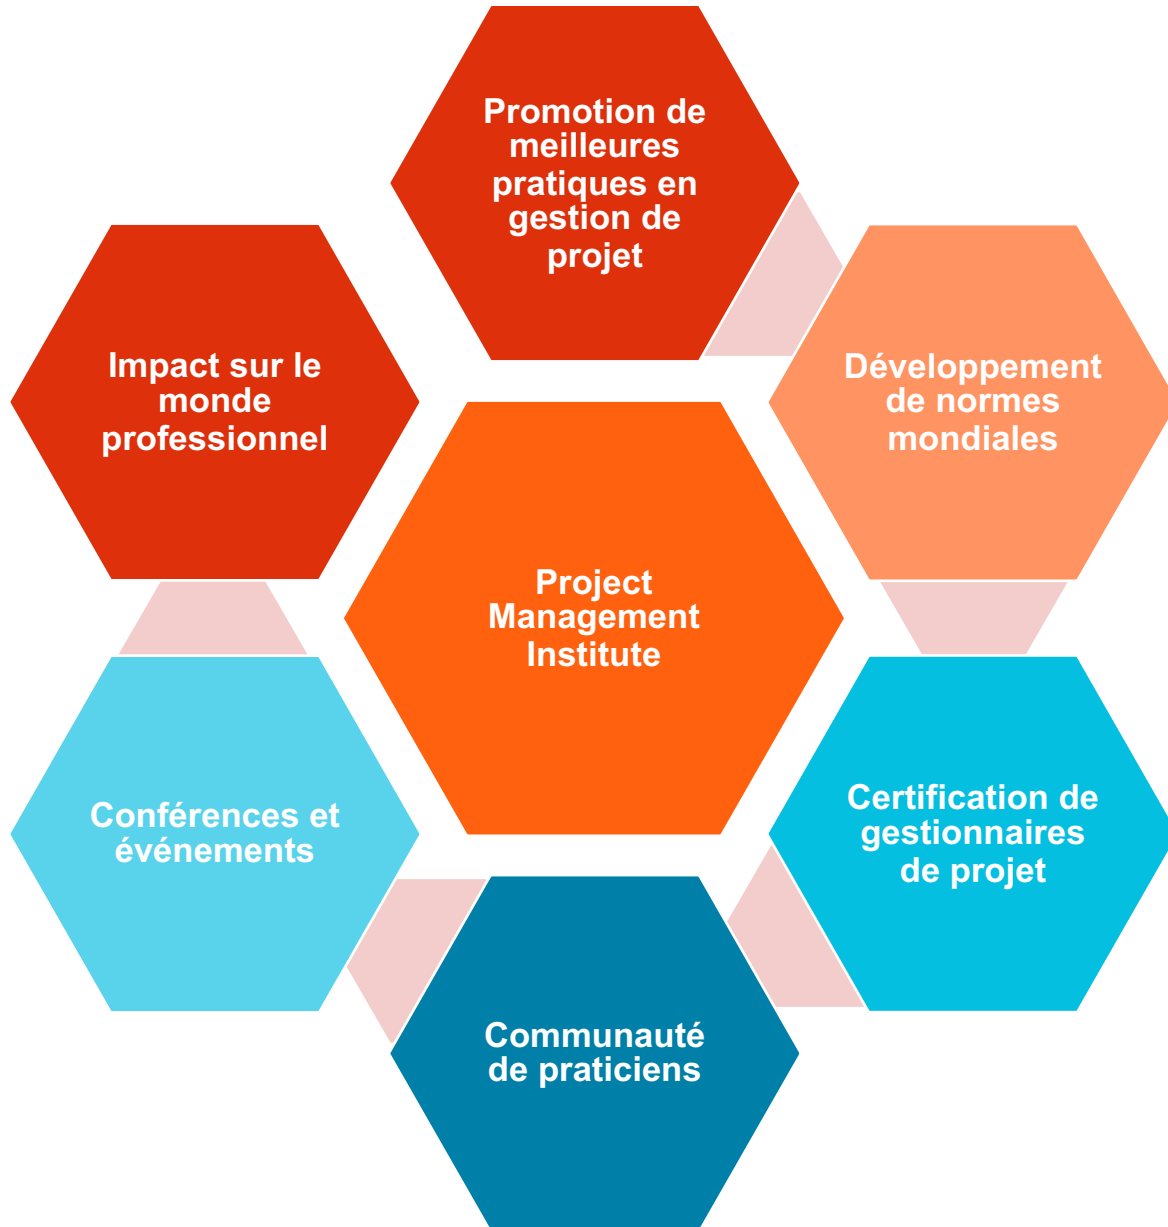 Promotion de
meilleures
pratiques en
gestion de
projet
Impact sur le
monde
professionnel
Développement
de normes
mondiales
Project
Management
Institute
Conférences et
événements
Certification de
gestionnaires
de projet
Communauté
de praticiens